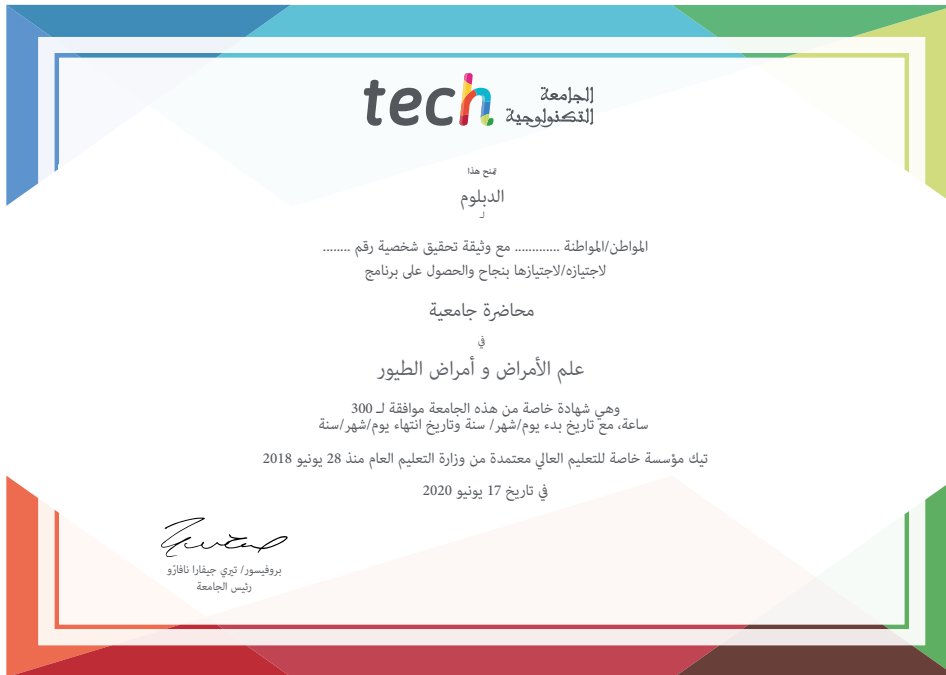 tech الجامعة
التكنولوجية
يمنح هذا
الدبلوم
لـ
المواطن/المواطنة ............. مع وثيقة تحقيق شخصية رقم ........
لاجتيازه/لاجتيازها بنجاح والحصول على برنامج
محاضرة جامعية
في
علم الأمراض و أمراض الطيور
وهي شهادة خاصة من هذه الجامعة موافقة لـ 300
ساعة، مع تاريخ بدء يوم/شهر/ سنة وتاريخ انتهاء يوم/شهر/سنة
تيك مؤسسة خاصة للتعليم العالي معتمدة من وزارة التعليم العام منذ 28 يونيو 2018
في تاريخ 17 يونيو 2020
بروفيسور/ تيري جيفارا نافارّو
رئيس الجامعة